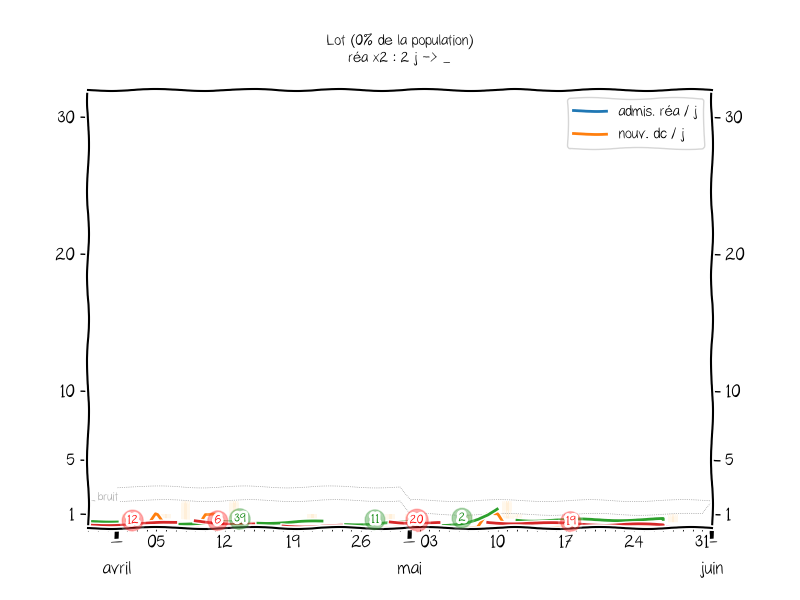 Lot (0% de la population)
réa x2 : 2 j -> _
admis. réa / j
nouv. dc / j
30 30
20 20
10 10
5 5
bruit
1 1
12 6 39 11 20 2 19
05 12 19 26 03 10 17 24 31
avril mai juin